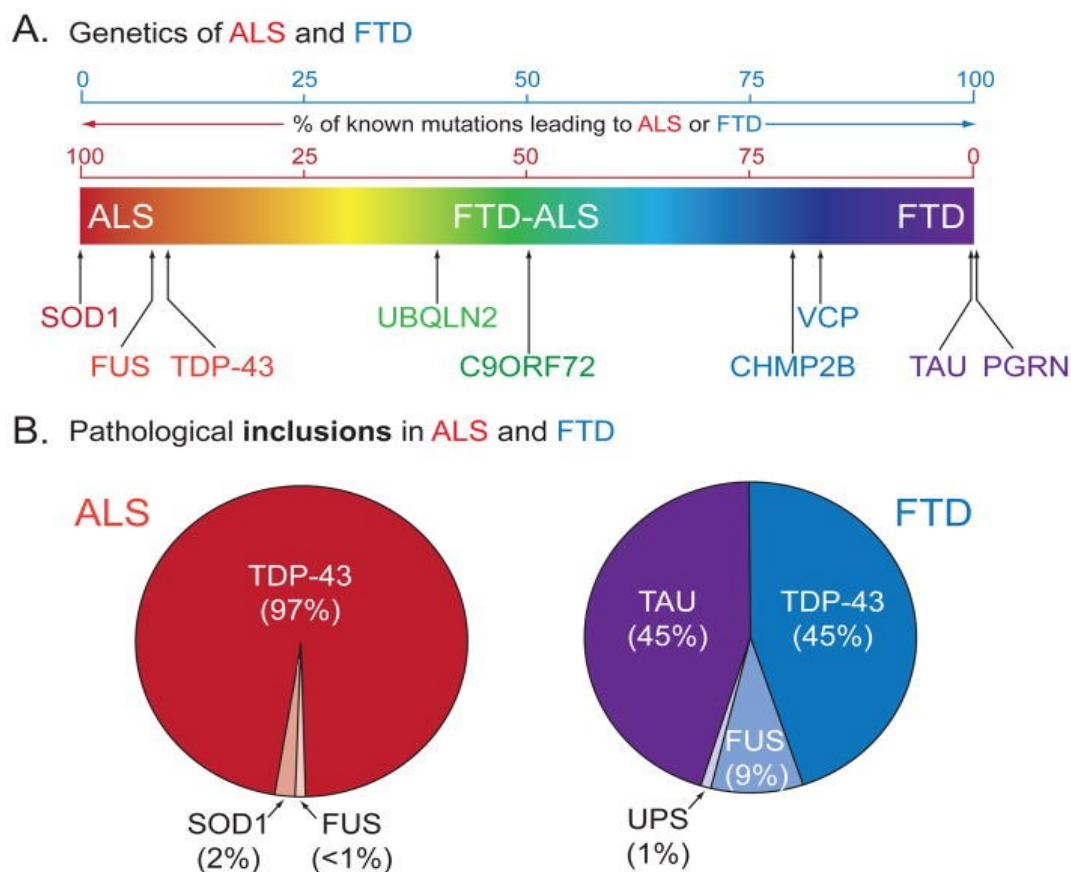 A. Genetics of ALS and FTD
0 25 50 75 100
% of known mutations leading to ALS or FTD
100 25 50 75 0
ALS FTD-ALS FTD
SOD1 UBQLN2 VCP
FUS TDP-43 C9ORF72 CHMP2B TAU PGRN
B. Pathological inclusions in ALS and FTD
ALS
TDP-43
(97%)
SOD1
(2%)
FUS
(<1%)
FTD
TAU
(45%)
TDP-43
(45%)
FUS
(9%)
UPS
(1%)